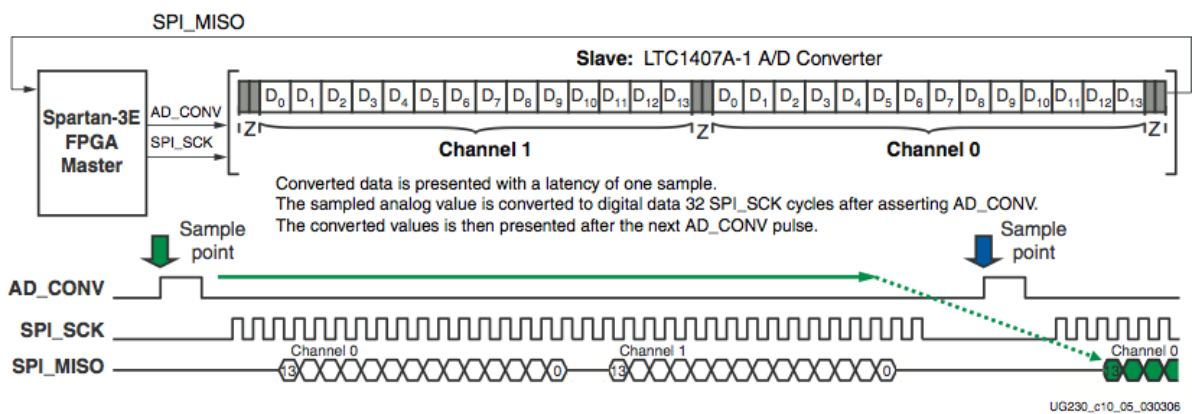 SPI_MISO
Slave: LTC1407A-1 A/D Converter
Spartan-3E
FPGA
Master
AD_CONV
SPI_SCK
D0 D1 D2 D3 D4 D5 D6 D7 D8 D9 D10 D11 D12 D13 D0 D1 D2 D3 D4 D5 D6 D7 D8 D9 D10 D11 D12 D13
Z Z Z
Channel 1 Channel 0
Converted data is presented with a latency of one sample.
The sampled analog value is converted to digital data 32 SPI_SCK cycles after asserting AD_CONV.
The converted values is then presented after the next AD_CONV pulse.
Sample
point
Sample
point
AD_CONV
SPI_SCK
Channel 0 Channel 1 Channel 0
SPI_MISO 13 0 13 0 13
UG230_c10_05_030306